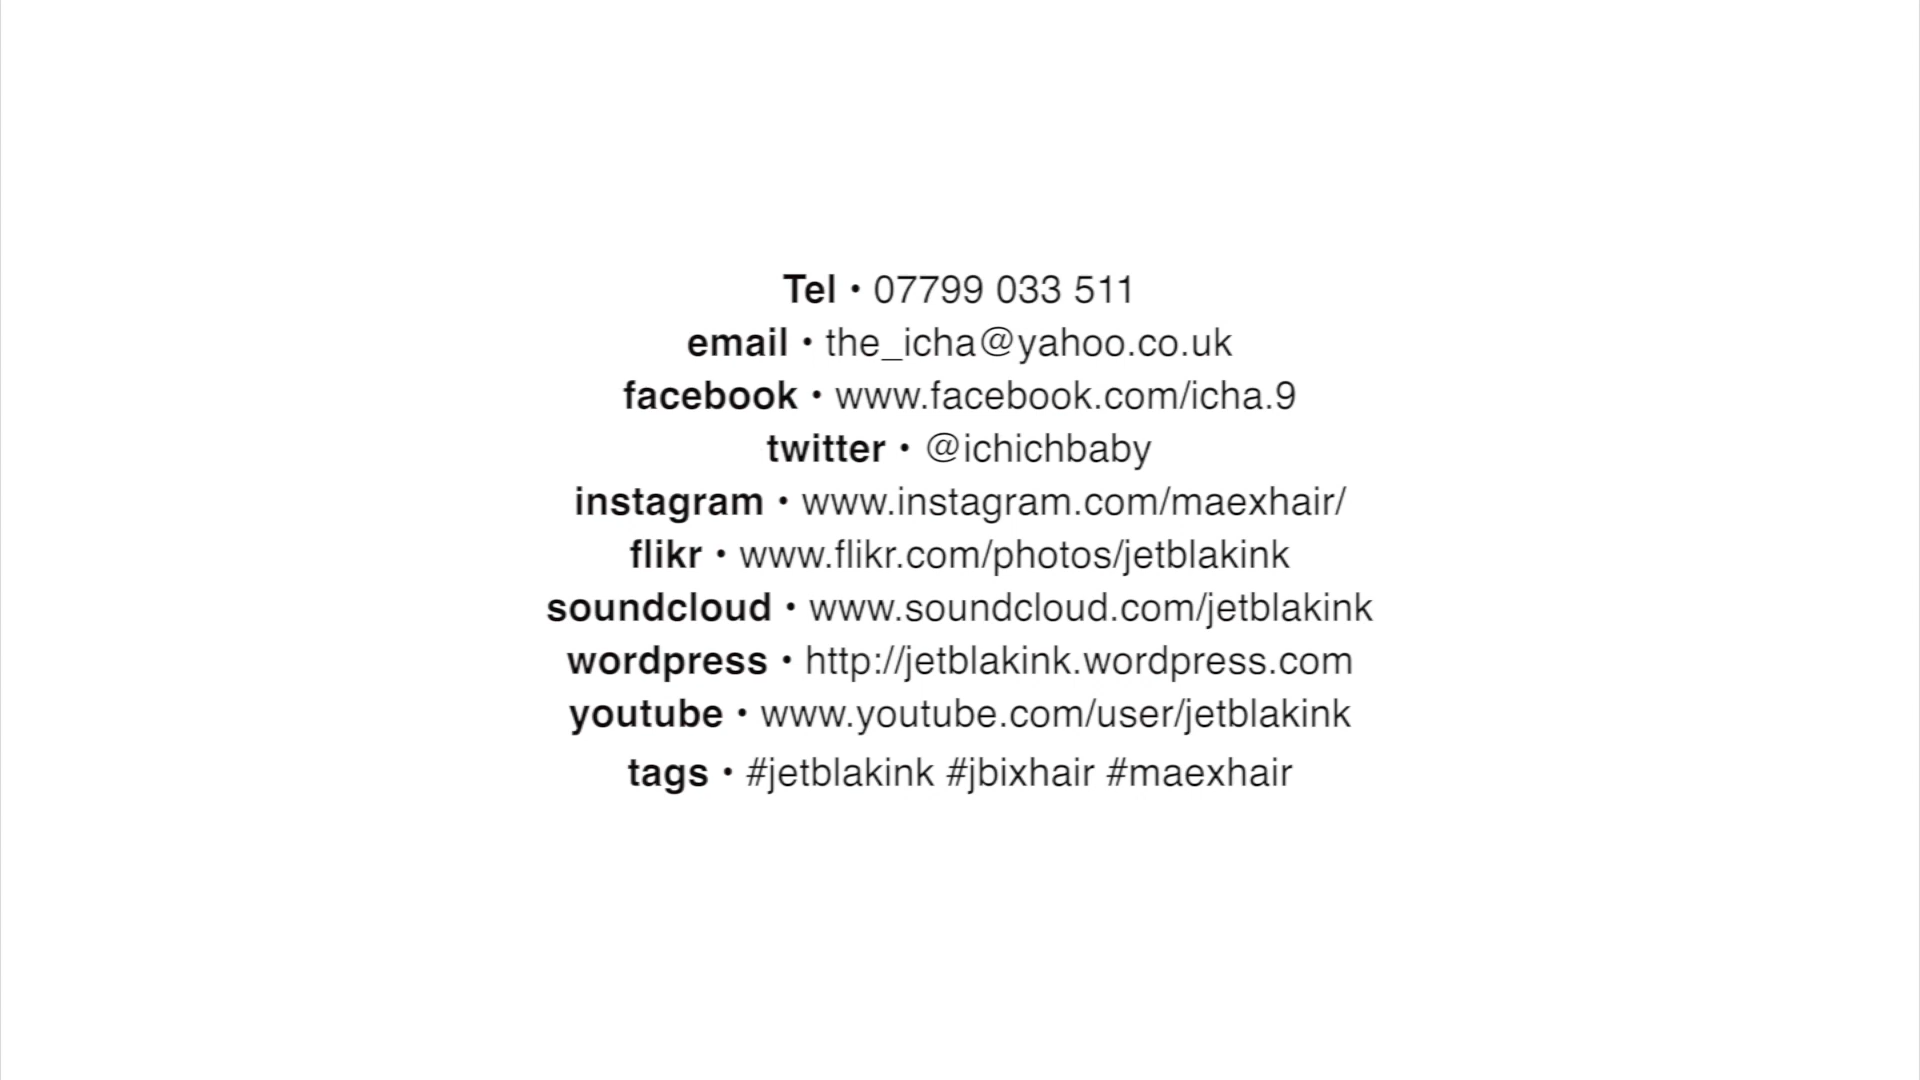 Tel • 07799 033 511
email • the_icha@yahoo.co.uk
facebook • www.facebook.com/icha.9
twitter • @ichichbaby
instagram • www.instagram.com/maexhair/
flikr • www.flikr.com/photos/jetblakink
soundcloud • www.soundcloud.com/jetblakink
wordpress • http://jetblakink.wordpress.com
youtube • www.youtube.com/user/jetblakink
tags • #jetblakink #jbixhair #maexhair